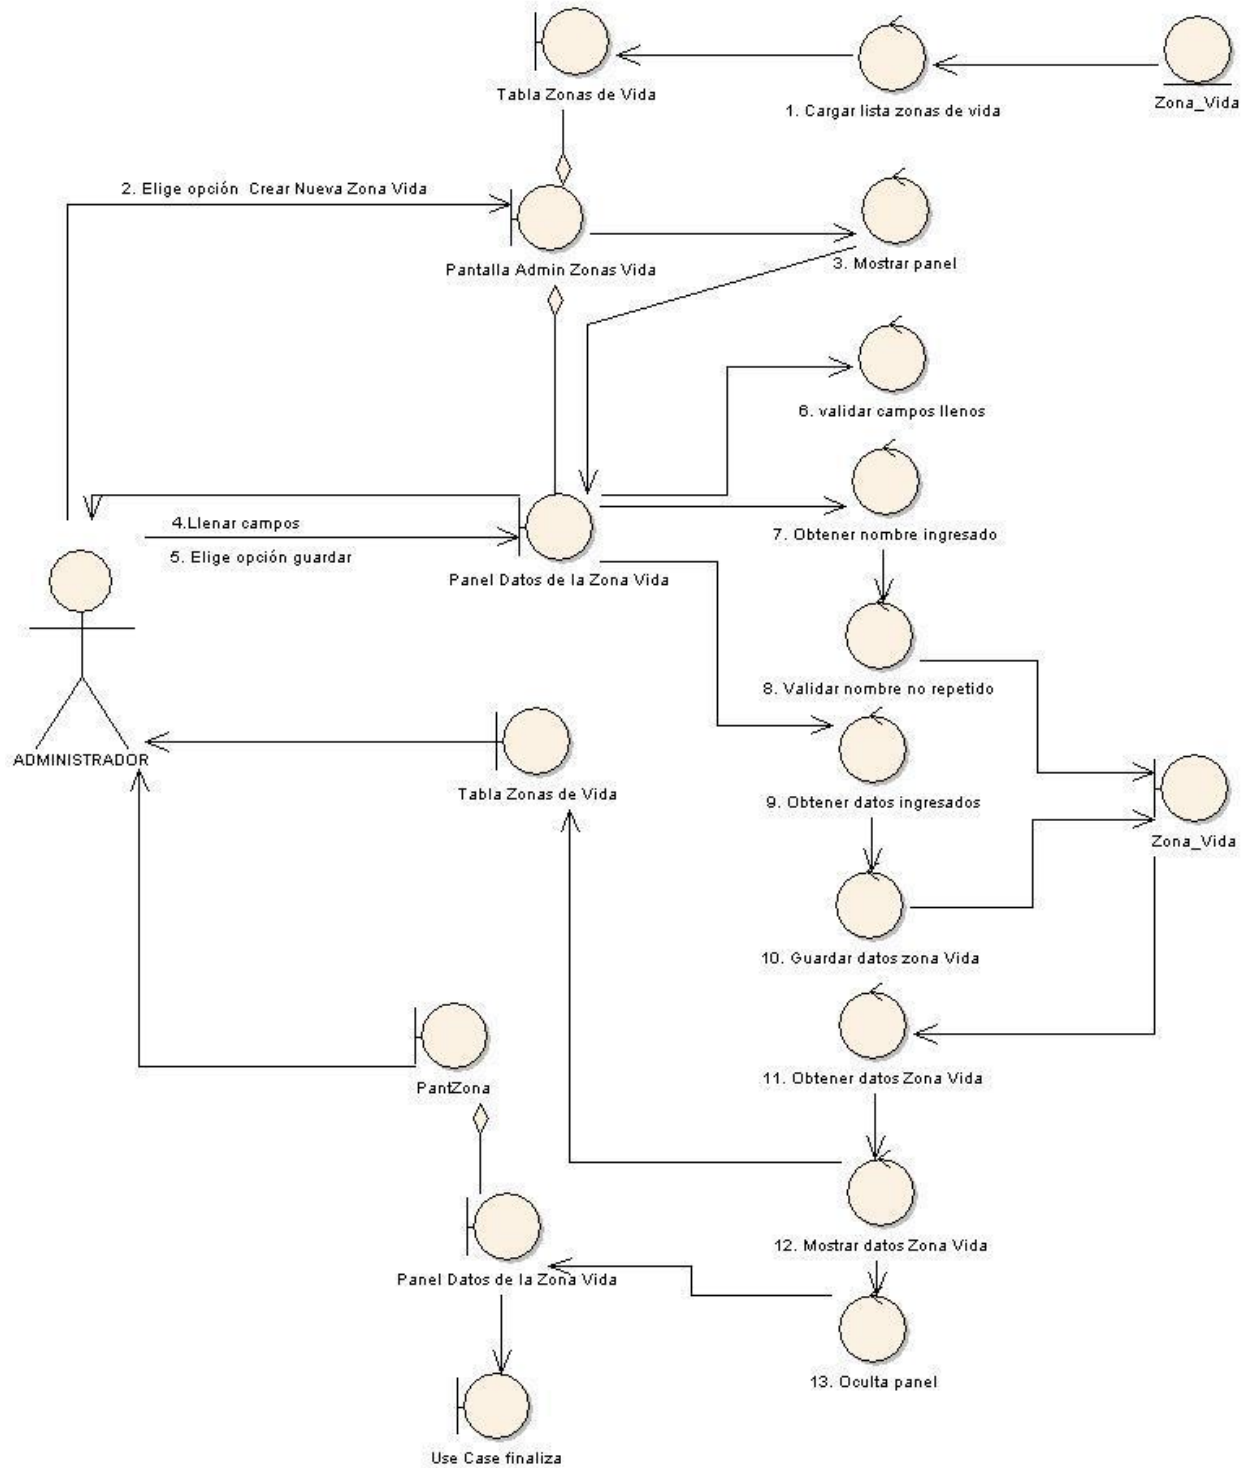 Tabla Zonas de Vida
1. Cargar lista zonas de vida
Zona_Vida
2. Elige opción  Crear Nueva Zona Vida
Pantalla Admin Zonas Vida
3. Mostrar panel
6. validar campos llenos
4.Llenar campos
7. Obtener nombre ingresado
5. Elige opción guardar
Panel Datos de la Zona Vida
8. Validar nombre no repetido
ADMINISTRADOR
Tabla Zonas de Vida
9. Obtener datos ingresados
Zona_Vida
10. Guardar datos zona Vida
11. Obtener datos Zona Vida
PantZona
12. Mostrar datos Zona Vida
Panel Datos de la Zona Vida
13. Oculta panel
Use Case finaliza